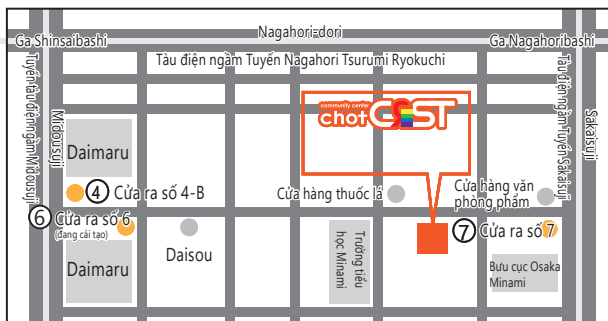 Nagahori-dori
Ga Shinsaibashi
Ga Nagahoribashi
Tàu điện ngầm Tuyến Nagahori Tsurumi Ryokuchi
Tuyến tàu điện ngầm Midousuji
Midousuji
Tàu điện ngầm Tuyến Sakaisuji
Sakaisuji
community center
chotCAST
Daimaru
④ Cửa ra số 4-B
Cửa hàng thuốc lá
Cửa hàng văn
phòng phẩm
⑥ Cửa ra số 6
(đang cải tạo)
⑦ Cửa ra số 7
Daisou
Daimaru
Trường tiểu
học Minami
Bưu cục Osaka
Minami